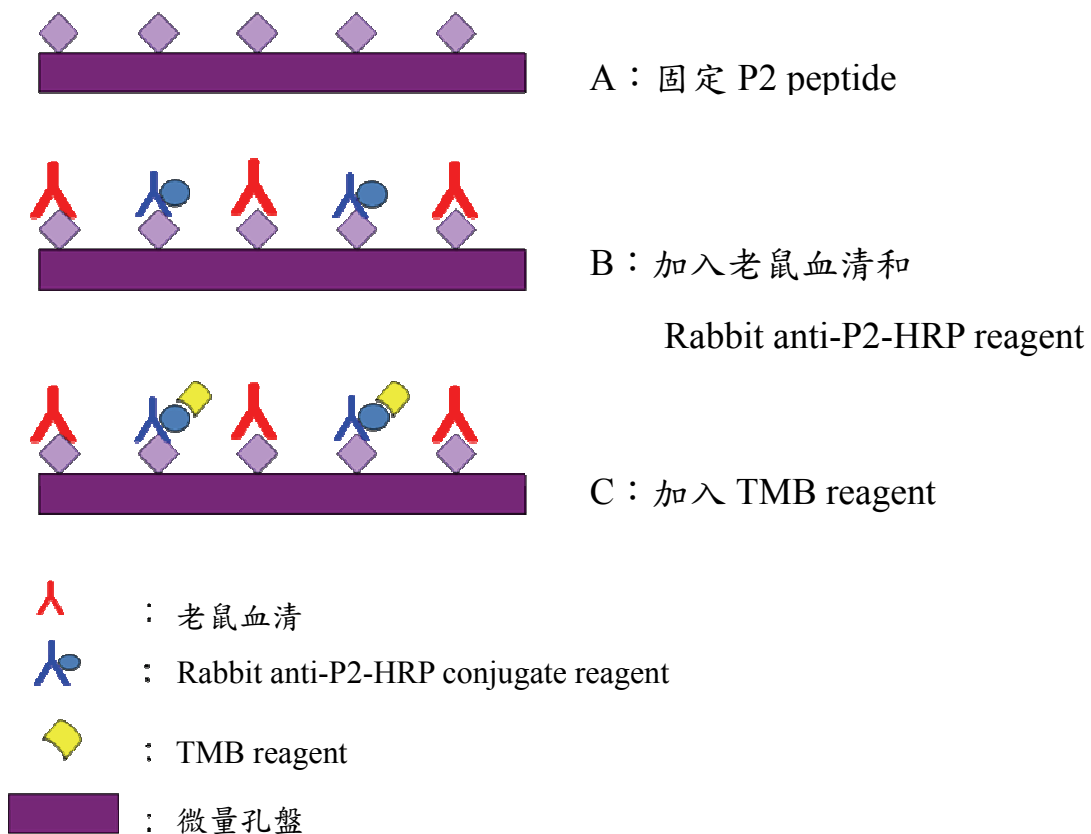 A：固定 P2 peptide
B：加入老鼠血清和
Rabbit anti-P2-HRP reagent
C：加入 TMB reagent
：老鼠血清
：Rabbit anti-P2-HRP conjugate reagent
：TMB reagent
：微量孔盤